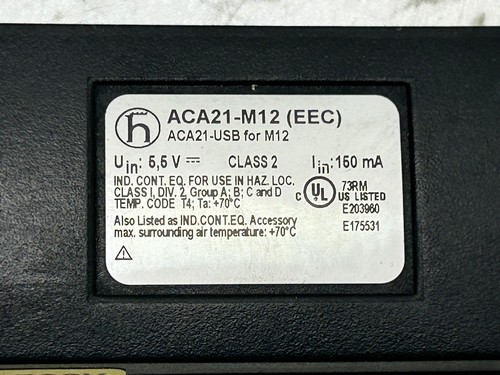 ACA21-M12 (EEC)
ACA21-USB for M12
Uin: 5,5 V ⎓ CLASS 2 Iin: 150 mA
IND. CONT. EQ. FOR USE IN HAZ. LOC.
CLASS I, DIV. 2, Group A; B; C and D
TEMP. CODE T4; Ta: +70°C
Also Listed as IND.CONT.EQ. Accessory
max. surrounding air temperature: +70°C
C UL US LISTED
73RM
E203960
E175531